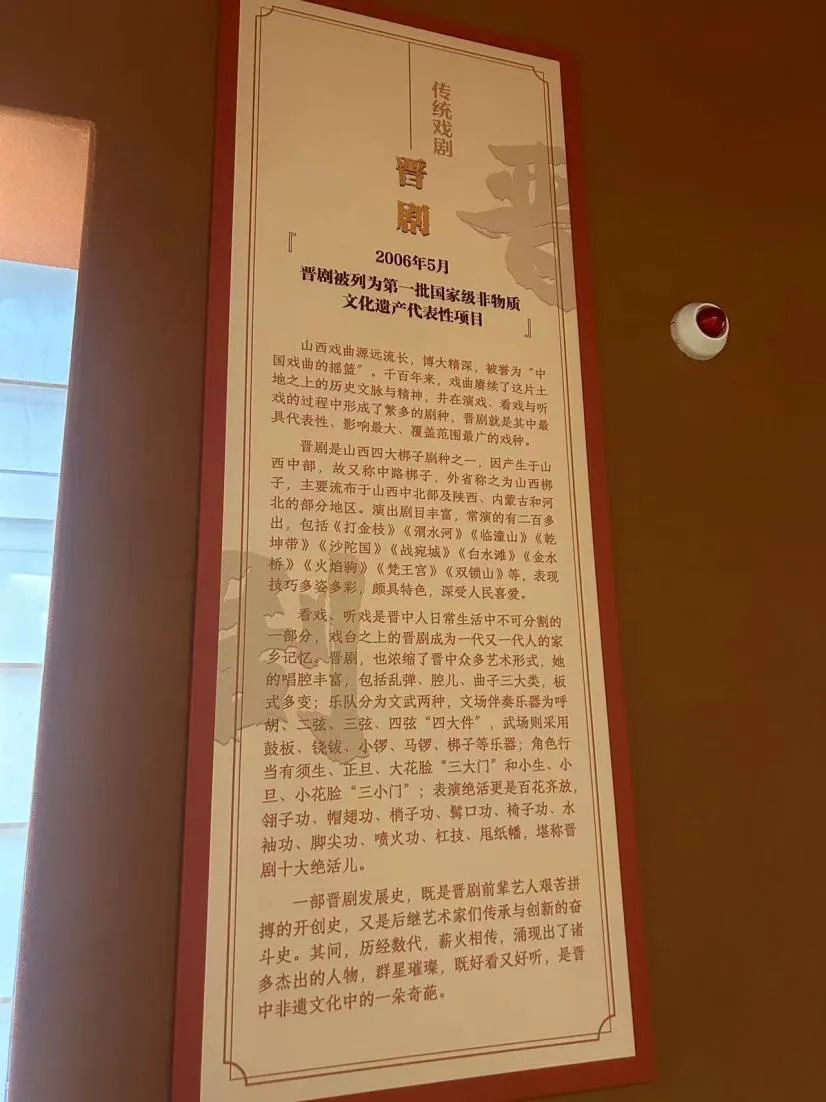 传统戏剧
晋剧
2006年5月
晋剧被列为第一批国家级非物质
文化遗产代表性项目
山西戏曲源远流长，博大精深，被誉为“中
国戏曲的摇篮”。千百年来，戏曲赓续了这片土
地之上的历史文脉与精神，并在演戏、看戏与听
戏的过程中形成了繁多的剧种，晋剧就是其中最
具代表性、影响最大、覆盖范围最广的戏种。
晋剧是山西四大梆子剧种之一，因产生于山
西中部，故又称中路梆子，外省称之为山西梆
子，主要流布于山西中北部及陕西、内蒙古和河
北的部分地区。演出剧目丰富，常演的有二百多
出，包括《打金枝》《渭水河》《临潼山》《乾
坤带》《沙陀国》《战宛城》《白水滩》《金水
桥》《火焰驹》《梵王宫》《双锁山》等，表现
技巧多姿多彩，颇具特色，深受人民喜爱。
看戏、听戏是晋中人日常生活中不可分割的
一部分，戏台之上的晋剧成为一代又一代人的家
乡记忆。晋剧，也浓缩了晋中众多艺术形式，她
的唱腔丰富，包括乱弹、腔儿、曲子三大类，板
式多变；乐队分为文武两种，文场伴奏乐器为呼
胡、二弦、三弦、四弦“四大件”，武场则采用
鼓板、铙钹、小锣、马锣、梆子等乐器；角色行
当有须生、正旦、大花脸“三大门”和小生、小
旦、小花脸“三小门”；表演绝活更是百花齐放，
翎子功、帽翅功、梢子功、髯口功、椅子功、水
袖功、脚尖功、喷火功、杠技、甩纸幡，堪称晋
剧十大绝活儿。
一部晋剧发展史，既是晋剧前辈艺人艰苦拼
搏的开创史，又是后继艺术家们传承与创新的奋
斗史。其间，历经数代，薪火相传，涌现出了诸
多杰出的人物，群星璀璨，既好看又好听，是晋
中非遗文化中的一朵奇葩。
晋
剧